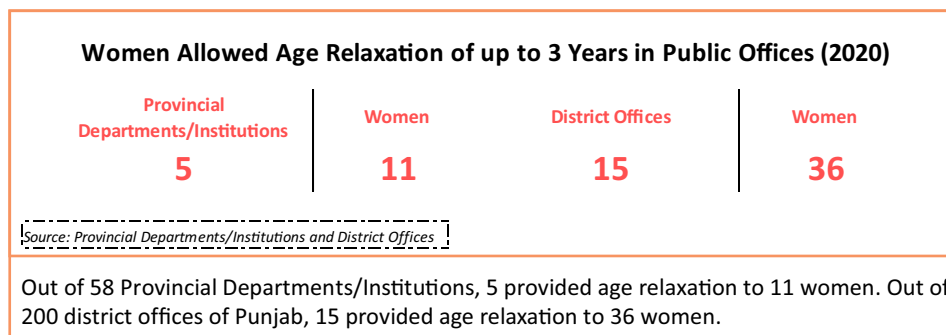 Women Allowed Age Relaxation of up to 3 Years in Public Offices (2020)
Provincial
Departments/Institutions
5
Women
11
District Offices
15
Women
36
Source: Provincial Departments/Institutions and District Offices
Out of 58 Provincial Departments/Institutions, 5 provided age relaxation to 11 women. Out of
200 district offices of Punjab, 15 provided age relaxation to 36 women.